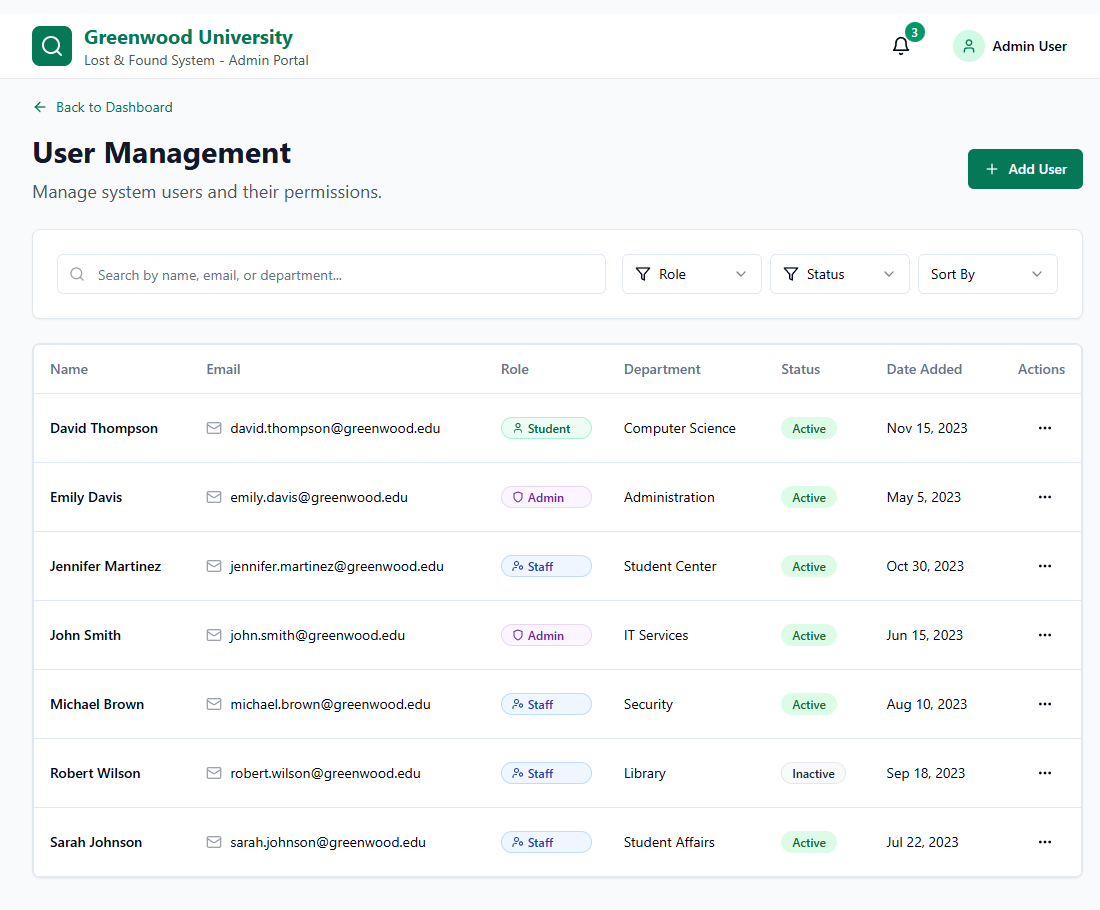 Greenwood University
Lost & Found System - Admin Portal
3
Admin User
Back to Dashboard
User Management
Manage system users and their permissions.
Add User
Search by name, email, or department...
Role
Status
Sort By
Name Email Role Department Status Date Added Actions
David Thompson david.thompson@greenwood.edu Student Computer Science Active Nov 15, 2023
Emily Davis emily.davis@greenwood.edu Admin Administration Active May 5, 2023
Jennifer Martinez jennifer.martinez@greenwood.edu Staff Student Center Active Oct 30, 2023
John Smith john.smith@greenwood.edu Admin IT Services Active Jun 15, 2023
Michael Brown michael.brown@greenwood.edu Staff Security Active Aug 10, 2023
Robert Wilson robert.wilson@greenwood.edu Staff Library Inactive Sep 18, 2023
Sarah Johnson sarah.johnson@greenwood.edu Staff Student Affairs Active Jul 22, 2023